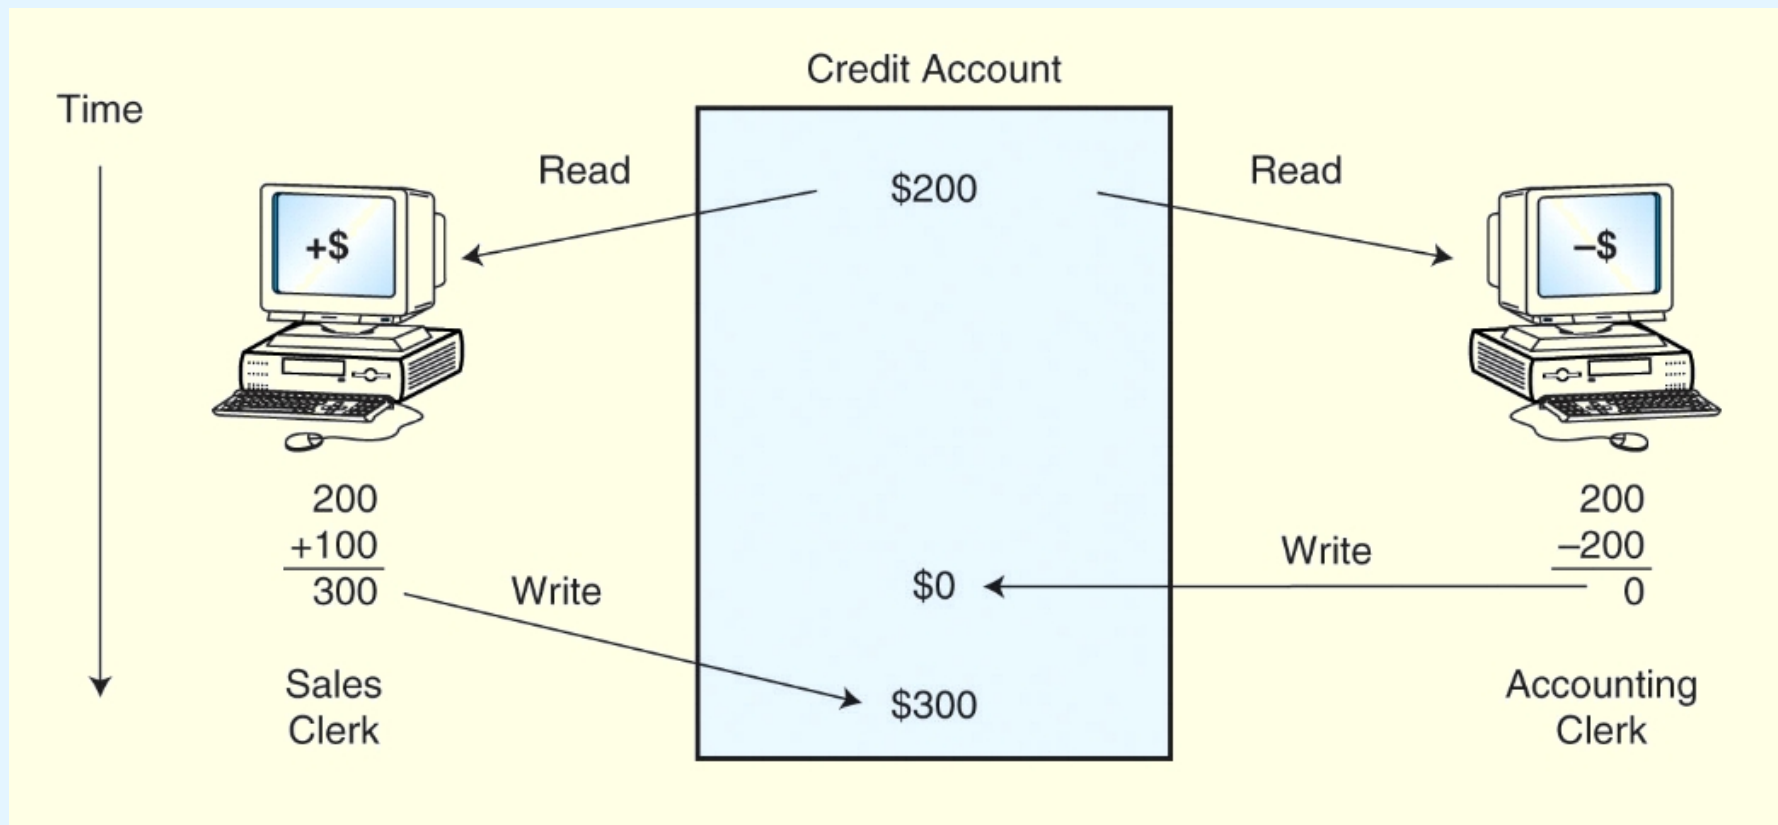 Credit Account
Time
Read
$200
Read
+$
–$
200
+100
300
Write
$0
Write
200
–200
0
$300
Sales
Clerk
Accounting
Clerk